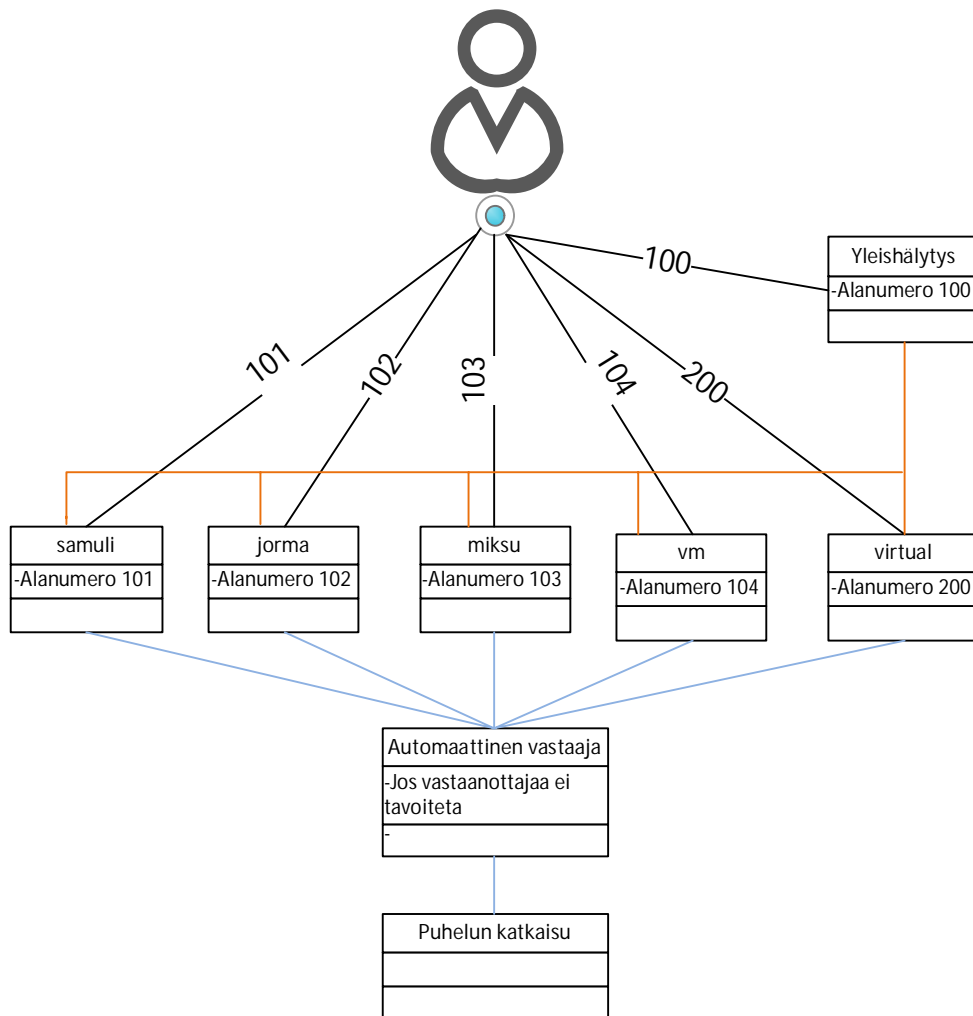 100
Yleishälytys
-Alanumero 100
101
102
103
104
200
samuli
-Alanumero 101
jorma
-Alanumero 102
miksu
-Alanumero 103
vm
-Alanumero 104
virtual
-Alanumero 200
Automaattinen vastaaja
-Jos vastaanottajaa ei
tavoiteta
-
Puhelun katkaisu